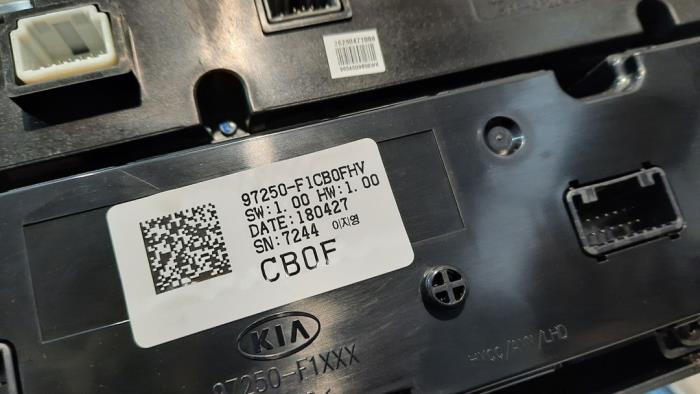 97250-F1CB0FHV
SW:1.00 HW:1.00
DATE:180427
SN:7244 이지영
CB0F
KIA
97250-F1XXX